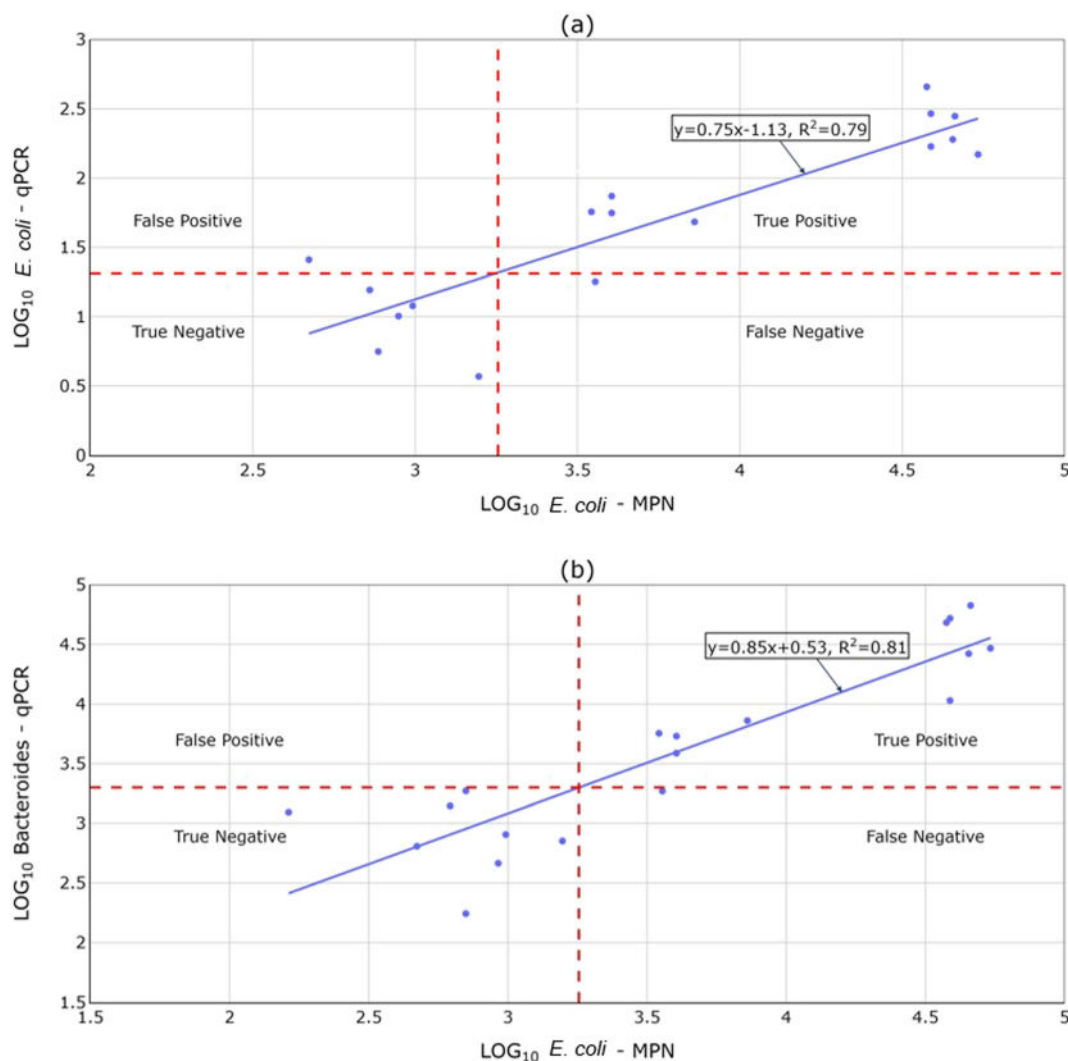 (a)
3
2.5
2
1.5
1
0.5
0
LOG10 E. coli - qPCR
y=0.75x-1.13, R2=0.79
False Positive
True Positive
True Negative
False Negative
2
2.5
3
3.5
4
4.5
5
LOG10 E. coli - MPN
(b)
5
4.5
4
3.5
3
2.5
2
1.5
LOG10 Bacteroides - qPCR
y=0.85x+0.53, R2=0.81
False Positive
True Positive
True Negative
False Negative
1.5
2
2.5
3
3.5
4
4.5
5
LOG10 E. coli - MPN